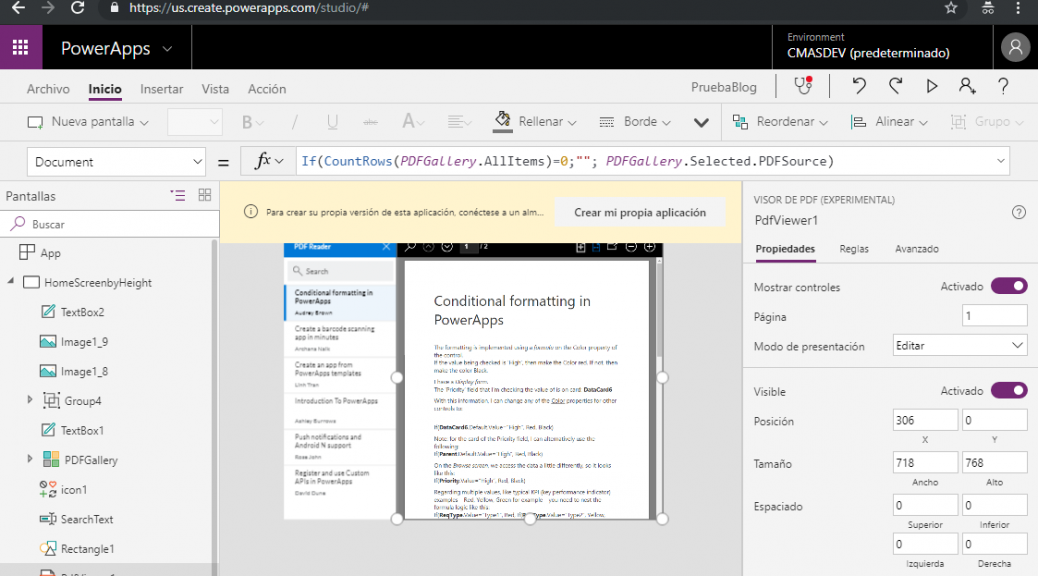 https://us.create.powerapps.com/studio/#
PowerApps
Environment
CMASDEV (predeterminado)
Archivo Inicio Insertar Vista Acción
PruebaBlog
Nueva pantalla
B / U abc A
Rellenar
Borde
Reordenar
Alinear
Grupo
Document = fx If(CountRows(PDFGallery.AllItems)=0;""; PDFGallery.Selected.PDFSource)
Pantallas
Buscar
App
HomeScreenbyHeight
TextBox2
Image1_9
Image1_8
Group4
TextBox1
PDFGallery
icon1
SearchText
Rectangle1
Para crear su propia versión de esta aplicación, conéctese a un alm...
Crear mi propia aplicación
PDF Reader
1 / 2
Search
Conditional formatting in
PowerApps
Audrey Brown
Create a barcode scanning
app in minutes
Create an app from
PowerApps templates
Introduction To PowerApps
Ashley Burrows
Push notifications and
Android N support
Rose John
Register and use Custom
APIs in PowerApps
David Dune
Conditional formatting in
PowerApps
The formatting is implemented using a formula on the Color property of
the control.
If the value being checked is 'High', then make the Color red. If not, then
make the color Black.
I have a Display form.
The 'Priority' field that I'm checking the value of is on card, DataCard6
With this information, I can change any of the Color properties for other
controls to:
If(DataCard6.Default.Value="High", Red, Black)
Note: for the card of the Priority field, I can alternatively use the
following:
If(Parent.Default.Value="High", Red, Black)
On the Browse screen, we access the data a little differently, so it looks
like this:
If(Priority.Value="High", Red, Black)
Regarding multiple values, like typical KPI (key performance indicator)
examples - Red, Yellow, Green for example - you need to nest the
formula logic like this:
VISOR DE PDF (EXPERIMENTAL)
PdfViewer1
Propiedades Reglas Avanzado
Mostrar controles Activado
Página 1
Modo de presentación Editar
Visible Activado
Posición 306 0
X Y
Tamaño 718 768
Ancho Alto
Espaciado 0 0
Superior Inferior
0 0
Izquierda Derecha